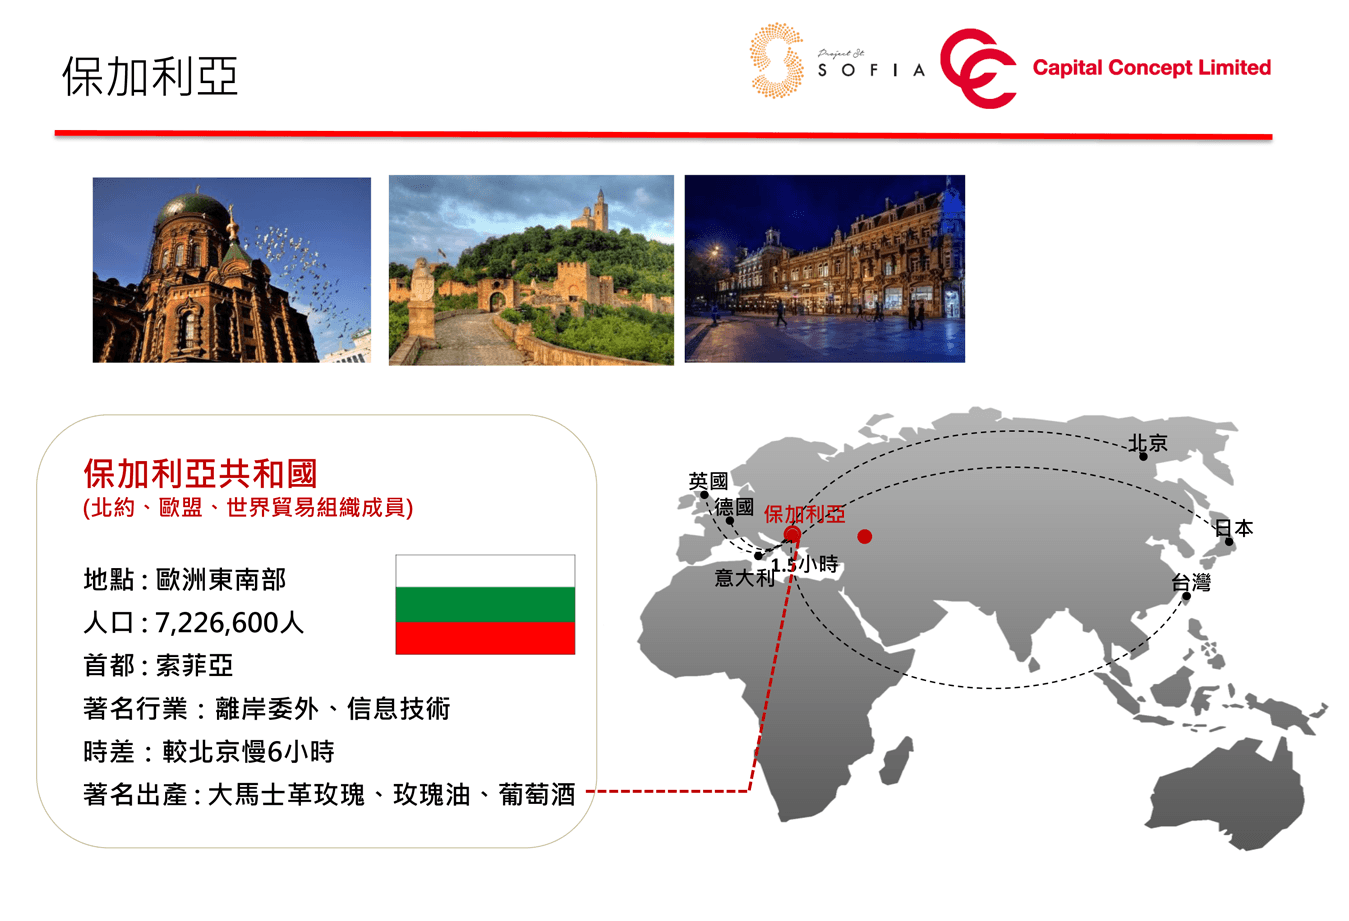 保加利亞
Project St.
SOFIA
Capital Concept Limited
保加利亞共和國
(北約、歐盟、世界貿易組織成員)
地點 : 歐洲東南部
人口 : 7,226,600人
首都 : 索菲亞
著名行業 : 離岸委外、信息技術
時差 : 較北京慢6小時
著名出產 : 大馬士革玫瑰、玫瑰油、葡萄酒
北京
英國
德國
保加利亞
日本
1.5小時
意大利
台灣